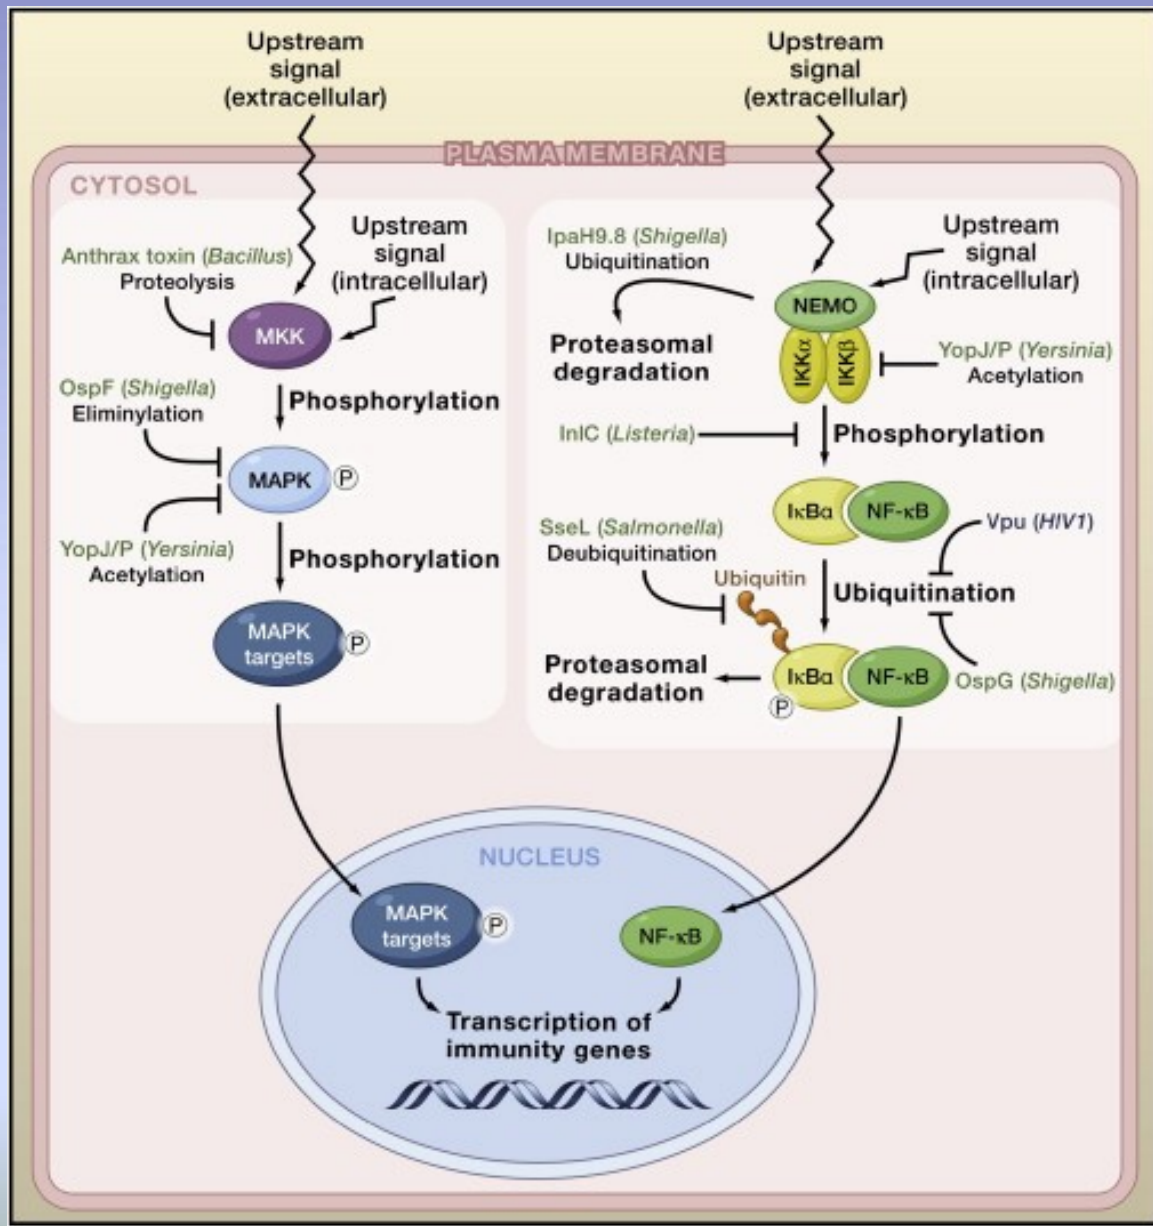 Upstream
signal
(extracellular)
Upstream
signal
(extracellular)
PLASMA MEMBRANE
CYTOSOL
Anthrax toxin (Bacillus)
Proteolysis
Upstream
signal
(intracellular)
MKK
OspF (Shigella)
Eliminylation
Phosphorylation
MAPK
P
YopJ/P (Yersinia)
Acetylation
Phosphorylation
MAPK
targets
P
IpaH9.8 (Shigella)
Ubiquitination
Upstream
signal
(intracellular)
NEMO
Proteasomal
degradation
IKKα
IKKβ
YopJ/P (Yersinia)
Acetylation
InlC (Listeria)
Phosphorylation
IκBα
NF-κB
SseL (Salmonella)
Deubiquitination
Vpu (HIV1)
Ubiquitin
Ubiquitination
Proteasomal
degradation
IκBα
NF-κB
P
OspG (Shigella)
NUCLEUS
MAPK
targets
P
NF-κB
Transcription of
immunity genes